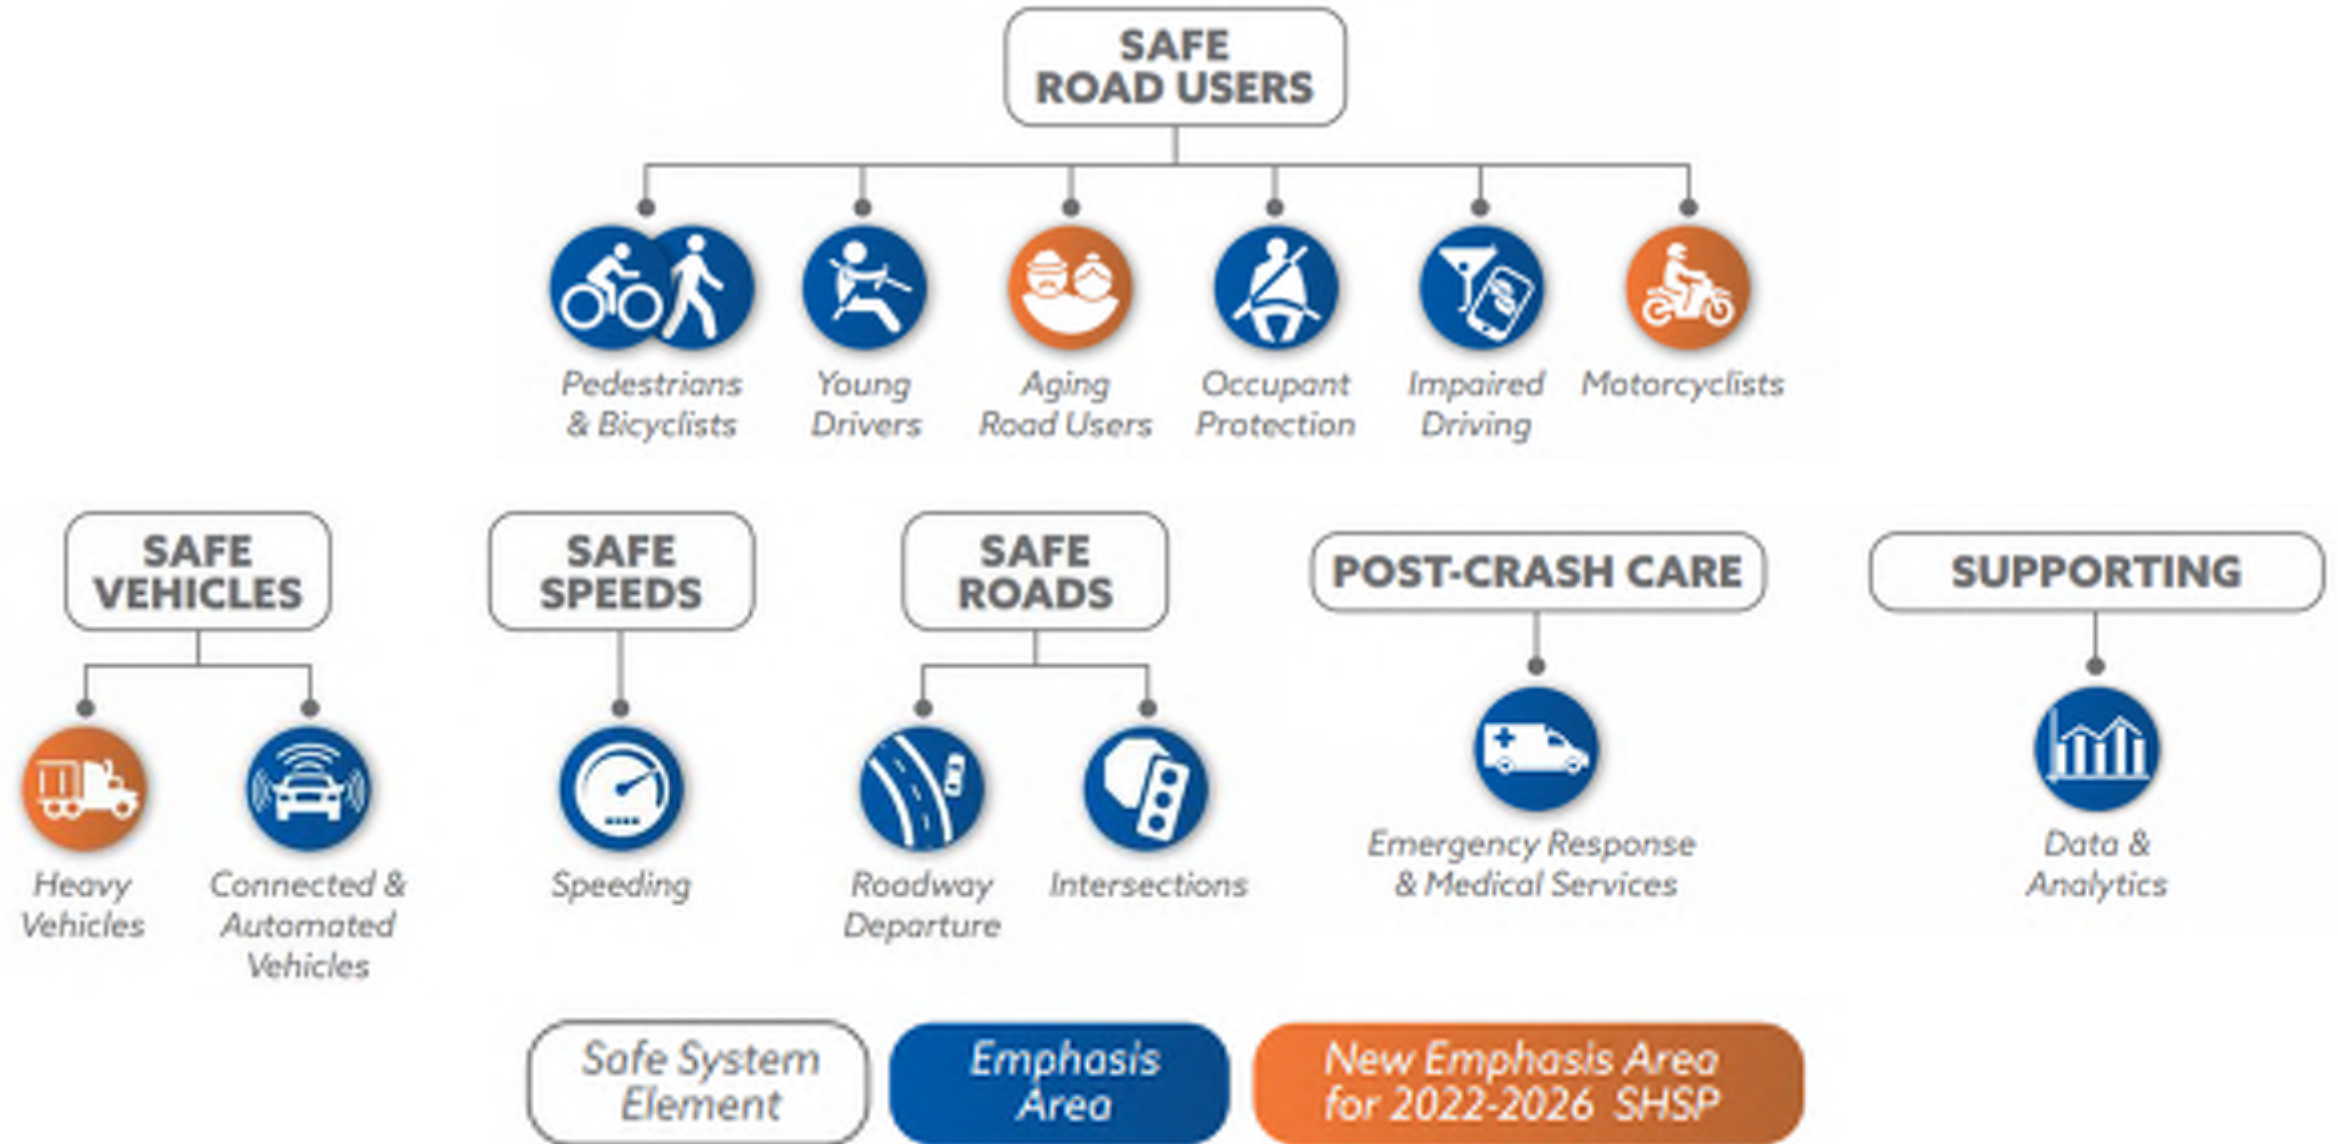 SAFE
ROAD USERS
Pedestrians
& Bicyclists
Young
Drivers
Aging
Road Users
Occupant
Protection
Impaired
Driving
Motorcyclists
SAFE
VEHICLES
Heavy
Vehicles
Connected &
Automated
Vehicles
SAFE
SPEEDS
Speeding
SAFE
ROADS
Roadway
Departure
Intersections
POST-CRASH CARE
Emergency Response
& Medical Services
SUPPORTING
Data &
Analytics
Safe System
Element
Emphasis
Area
New Emphasis Area
for 2022-2026 SHSP